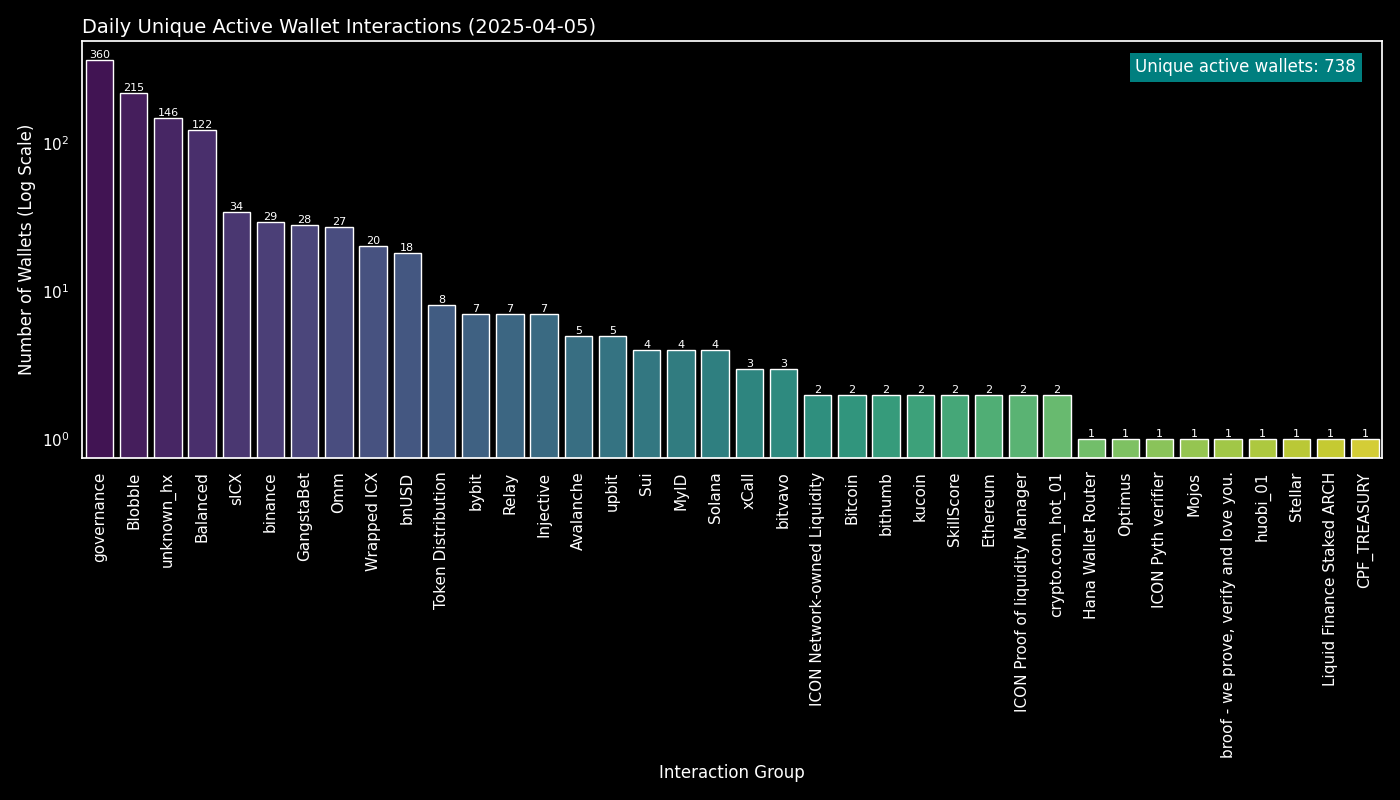 Daily Unique Active Wallet Interactions (2025-04-05)
Unique active wallets: 738
Number of Wallets (Log Scale)
10²
10¹
10⁰
360
215
146
122
34
29
28
27
20
18
8
7
7
7
5
5
4
4
4
3
3
2
2
2
2
2
2
2
2
1
1
1
1
1
1
1
1
1
governance
Blobble
unknown_hx
Balanced
sICX
binance
GangstaBet
Omm
Wrapped ICX
bnUSD
Token Distribution
bybit
Relay
Injective
Avalanche
upbit
Sui
MyID
Solana
xCall
bitvavo
ICON Network-owned Liquidity
Bitcoin
bithumb
kucoin
SkillScore
Ethereum
ICON Proof of liquidity Manager
crypto.com_hot_01
Hana Wallet Router
Optimus
ICON Pyth verifier
Mojos
broof - we prove, verify and love you.
huobi_01
Stellar
Liquid Finance Staked ARCH
CPF_TREASURY
Interaction Group